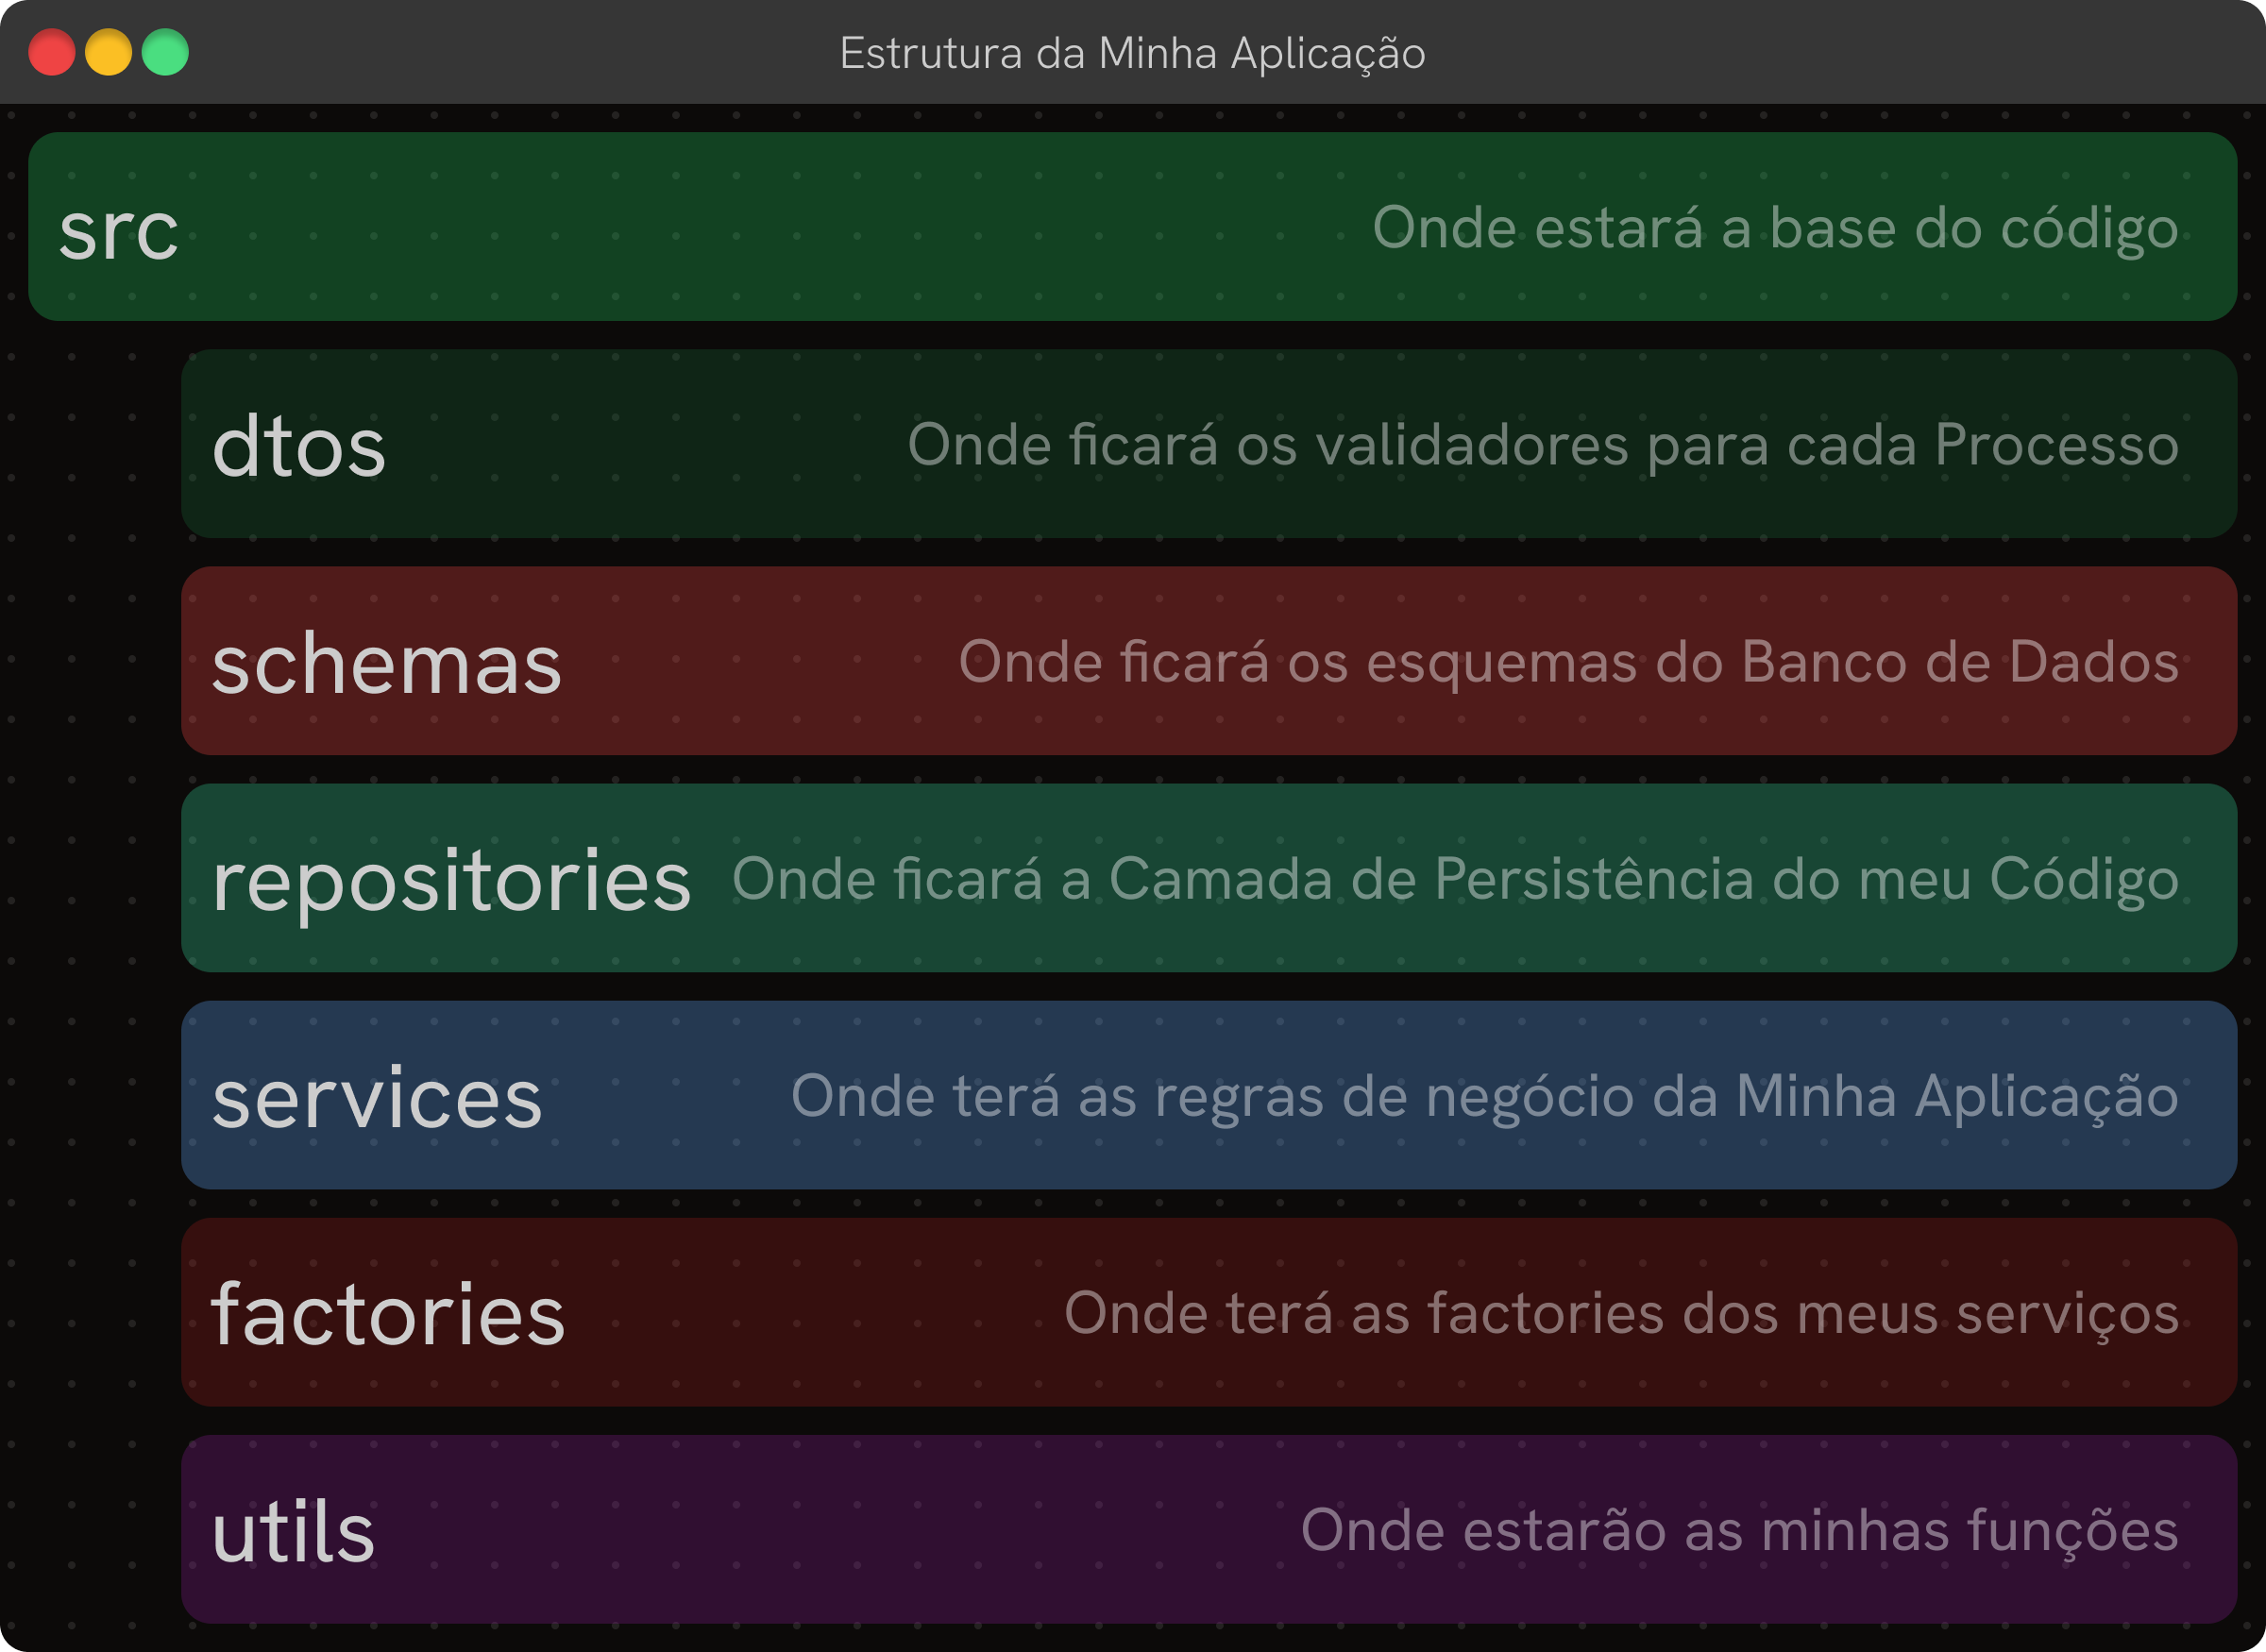 Estrutura da Minha Aplicação
src Onde estará a base do código
dtos Onde ficará os validadores para cada Processo
schemas Onde ficará os esquemas do Banco de Dados
repositories Onde ficará a Camada de Persistência do meu Código
services Onde terá as regras de negócio da Minha Aplicação
factories Onde terá as factories dos meus serviços
utils Onde estarão as minhas funções